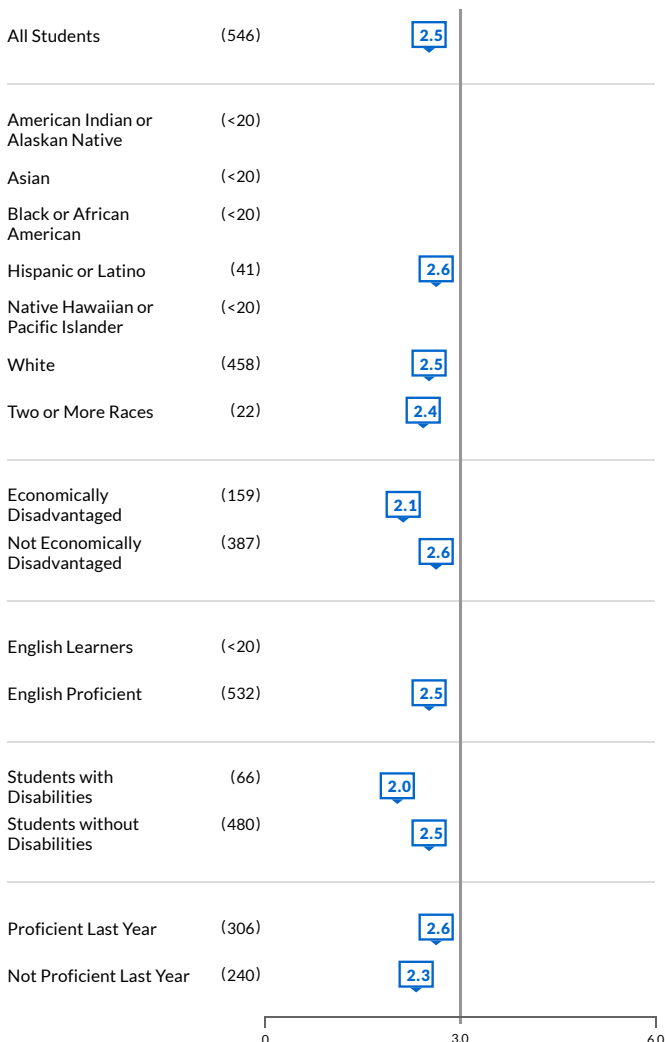 All Students (546) 2.5
American Indian or (<20)
Alaskan Native
Asian (<20)
Black or African (<20)
American
Hispanic or Latino (41) 2.6
Native Hawaiian or (<20)
Pacific Islander
White (458) 2.5
Two or More Races (22) 2.4
Economically (159) 2.1
Disadvantaged
Not Economically (387) 2.6
Disadvantaged
English Learners (<20)
English Proficient (532) 2.5
Students with (66) 2.0
Disabilities
Students without (480) 2.5
Disabilities
Proficient Last Year (306) 2.6
Not Proficient Last Year (240) 2.3
0 3.0 6.0